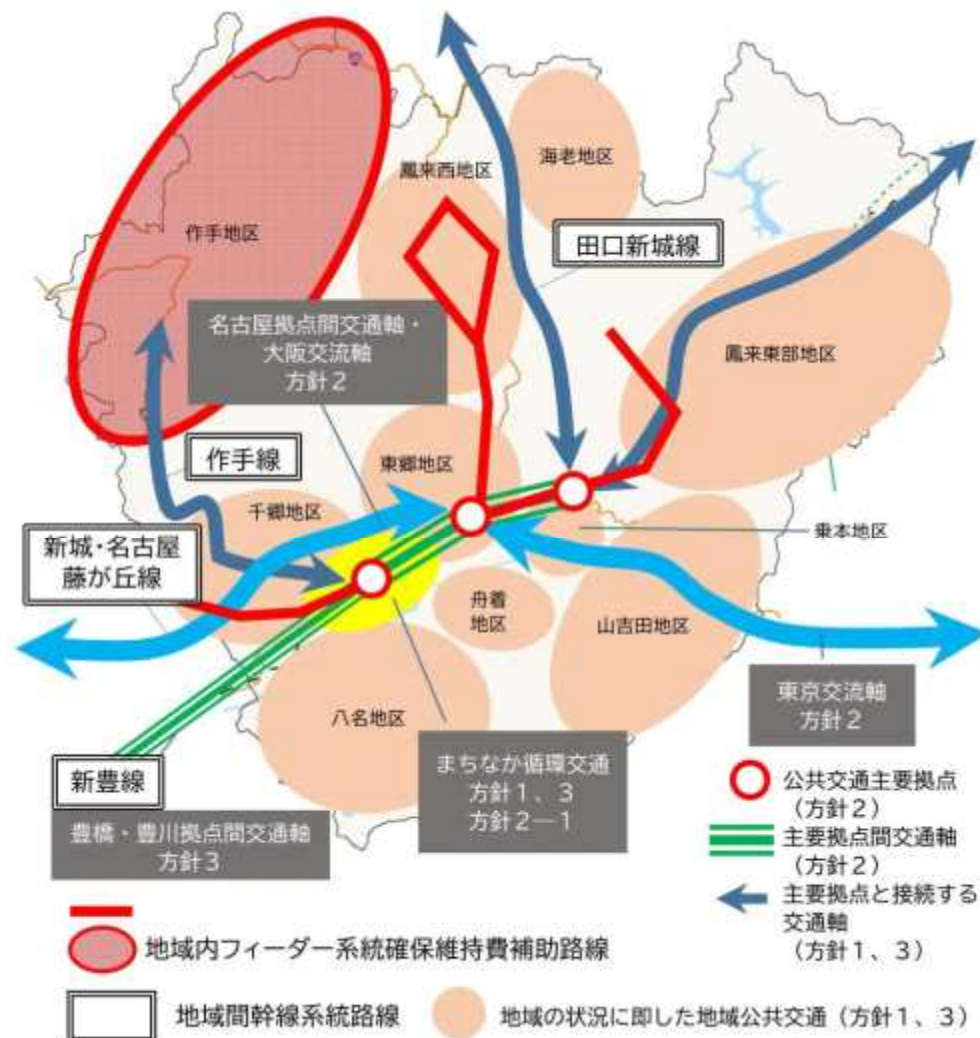 海老地区
鳳来西地区
作手地区
田口新城線
名古屋拠点間交通軸・
大阪交流軸
方針２
鳳来東部地区
作手線
東郷地区
千郷地区
新城・名古屋
藤が丘線
乗本地区
舟着
地区
山吉田地区
東京交流軸
方針２
八名地区
まちなか循環交通
方針１、３
方針２―１
新豊線
豊橋・豊川拠点間交通軸
方針３
公共交通主要拠点
（方針２）
主要拠点間交通軸
（方針２）
主要拠点と接続する
交通軸
（方針１、３）
地域内フィーダー系統確保維持費補助路線
地域間幹線系統路線
地域の状況に即した地域公共交通（方針１、３）